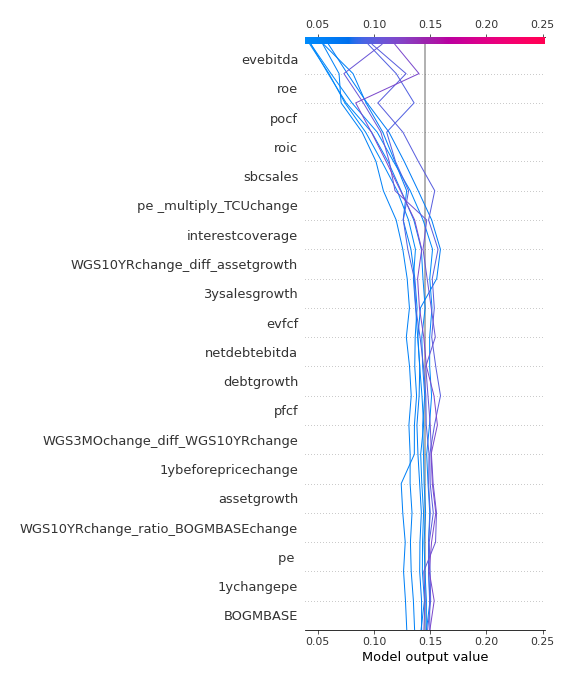 0.05 0.10 0.15 0.20 0.25
evebitda
roe
pocf
roic
sbcsales
pe _multiply_TCUchange
interestcoverage
WGS10YRchange_diff_assetgrowth
3ysalesgrowth
evfcf
netdebtebitda
debtgrowth
pfcf
WGS3MOchange_diff_WGS10YRchange
1ybeforepricechange
assetgrowth
WGS10YRchange_ratio_BOGMBASEchange
pe
1ychangepe
BOGMBASE
0.05 0.10 0.15 0.20 0.25
Model output value